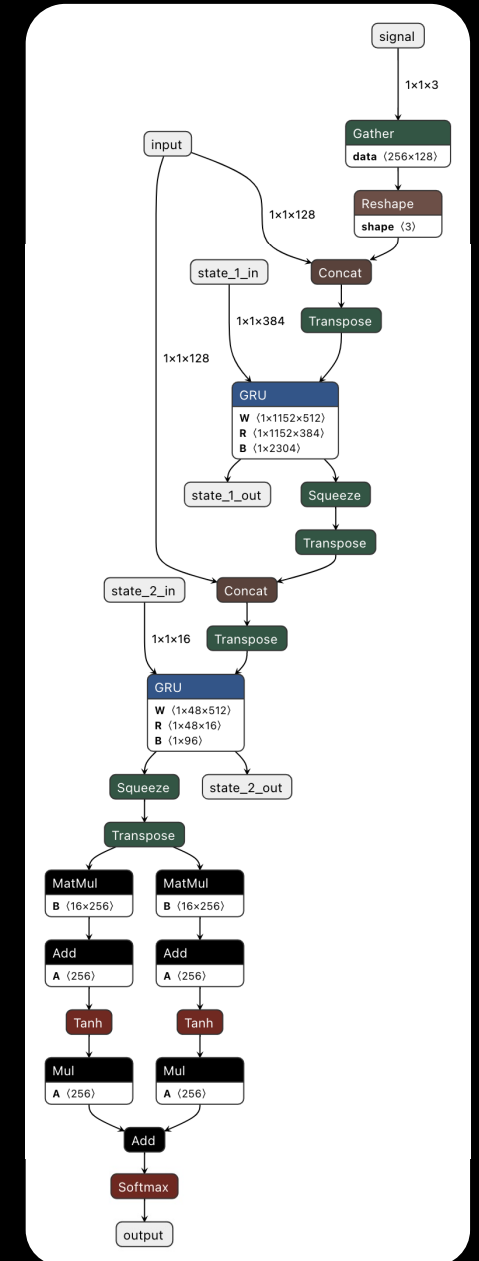 signal
1×1×3
Gather
data ⟨256×128⟩
input
Reshape
shape ⟨3⟩
1×1×128
Concat
state_1_in
Transpose
1×1×384
1×1×128
GRU
W ⟨1×1152×512⟩
R ⟨1×1152×384⟩
B ⟨1×2304⟩
state_1_out
Squeeze
Transpose
state_2_in
Concat
1×1×16
Transpose
GRU
W ⟨1×48×512⟩
R ⟨1×48×16⟩
B ⟨1×96⟩
Squeeze
state_2_out
Transpose
MatMul
B ⟨16×256⟩
MatMul
B ⟨16×256⟩
Add
A ⟨256⟩
Add
A ⟨256⟩
Tanh
Tanh
Mul
A ⟨256⟩
Mul
A ⟨256⟩
Add
Softmax
output